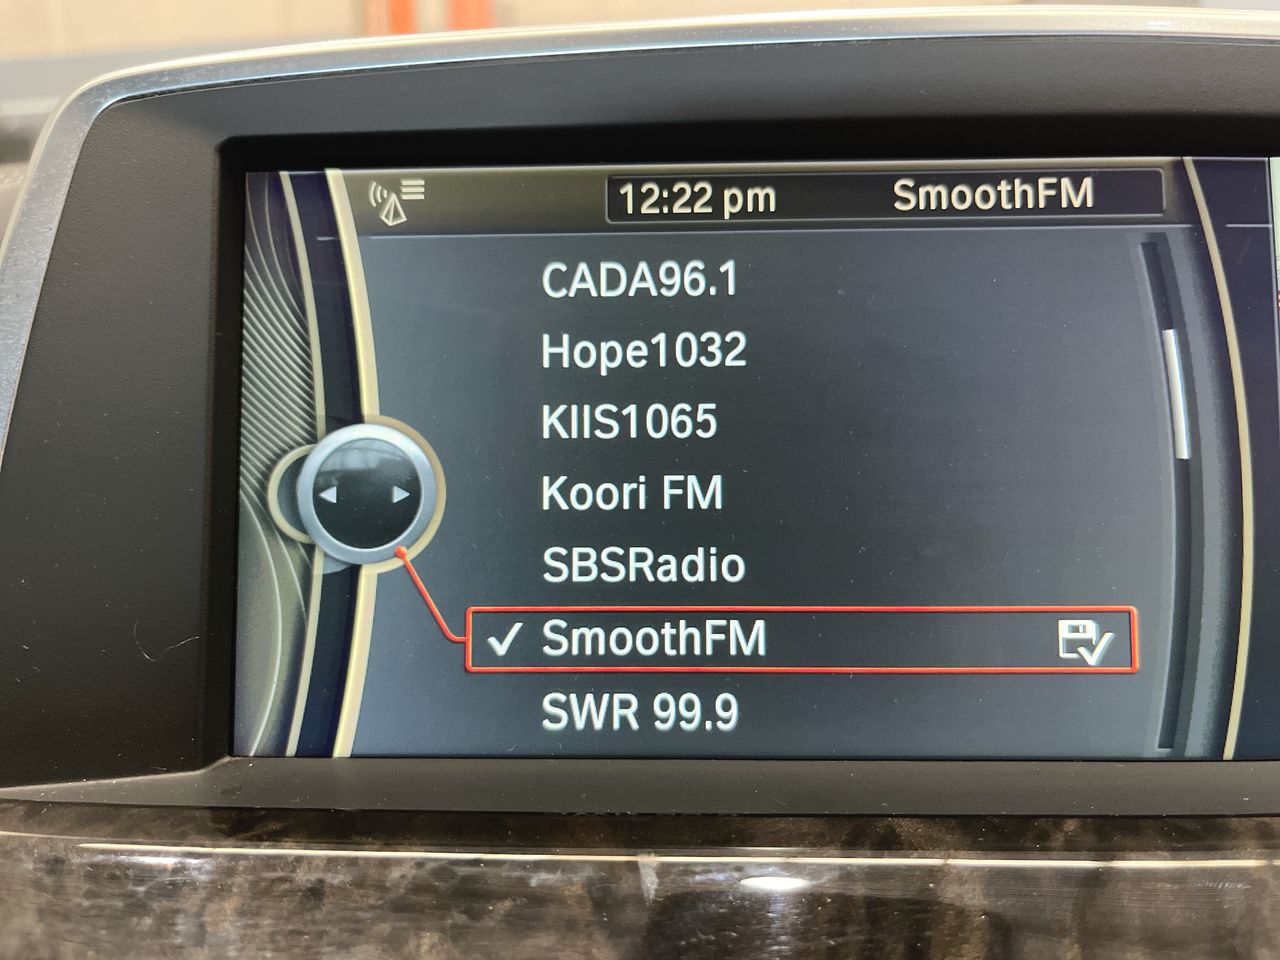 12:22 pm SmoothFM
CADA96.1
Hope1032
KIIS1065
Koori FM
SBSRadio
SmoothFM
SWR 99.9